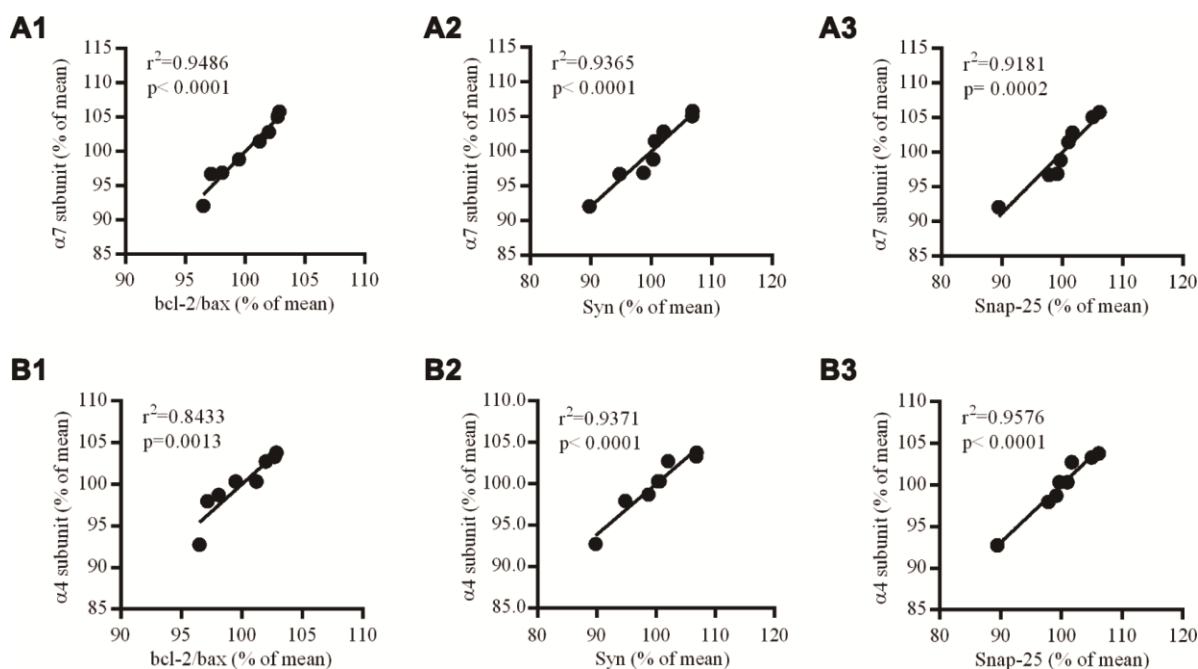 A1
r²=0.9486
p< 0.0001
α7 subunit (% of mean)
115
110
105
100
95
90
85
90 95 100 105 110
bcl-2/bax (% of mean)
A2
r²=0.9365
p< 0.0001
α7 subunit (% of mean)
115
110
105
100
95
90
85
80 90 100 110 120
Syn (% of mean)
A3
r²=0.9181
p= 0.0002
α7 subunit (% of mean)
115
110
105
100
95
90
85
80 90 100 110 120
Snap-25 (% of mean)
B1
r²=0.8433
p=0.0013
α4 subunit (% of mean)
110
105
100
95
90
85
90 95 100 105 110
bcl-2/bax (% of mean)
B2
r²=0.9371
p< 0.0001
α4 subunit (% of mean)
110.0
105.0
100.0
95.0
90.0
85.0
80 90 100 110 120
Syn (% of mean)
B3
r²=0.9576
p< 0.0001
α4 subunit (% of mean)
110
105
100
95
90
85
80 90 100 110 120
Snap-25 (% of mean)